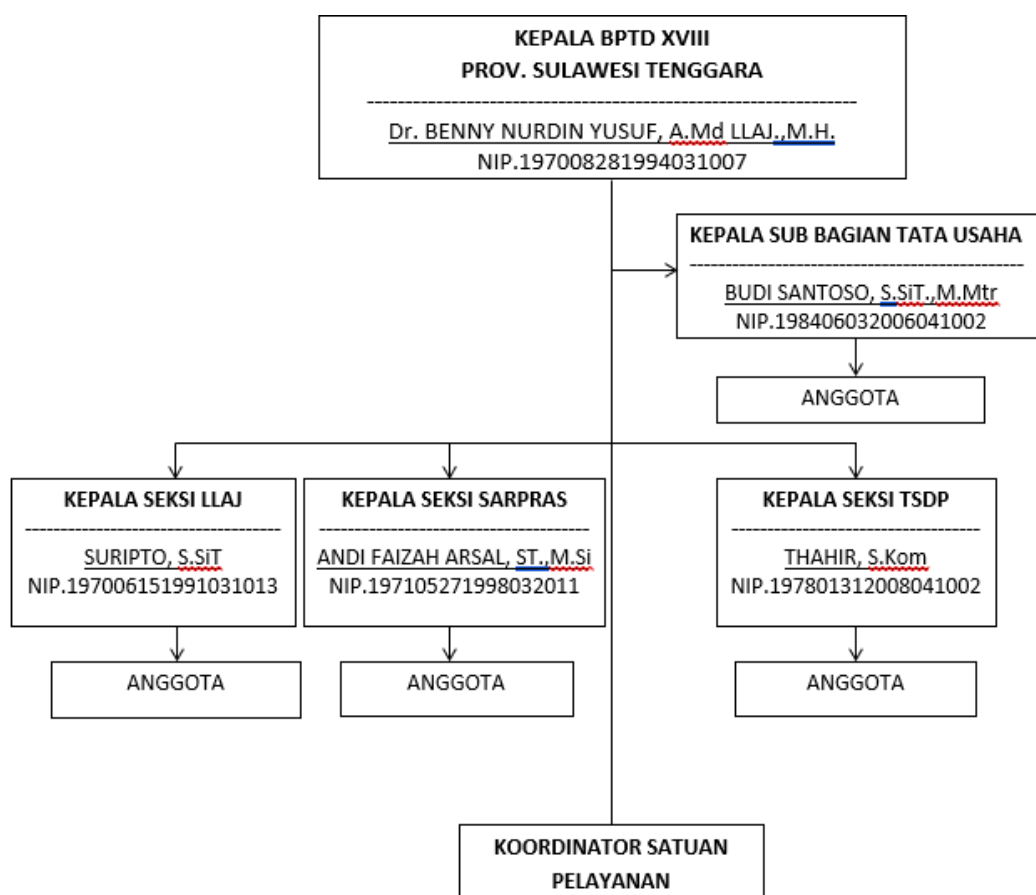 KEPALA BPTD XVIII
PROV. SULAWESI TENGGARA
----------------------------------------------------------------
Dr. BENNY NURDIN YUSUF, A.Md LLAJ.,M.H.
NIP.197008281994031007
KEPALA SUB BAGIAN TATA USAHA
------------------------------------------------
BUDI SANTOSO, S.SiT.,M.Mtr
NIP.198406032006041002
ANGGOTA
KEPALA SEKSI LLAJ
----------------------------------
SURIPTO, S.SiT
NIP.197006151991031013
ANGGOTA
KEPALA SEKSI SARPRAS
------------------------------------
ANDI FAIZAH ARSAL, ST.,M.Si
NIP.197105271998032011
ANGGOTA
KEPALA SEKSI TSDP
---------------------------------
THAHIR, S.Kom
NIP.197801312008041002
ANGGOTA
KOORDINATOR SATUAN
PELAYANAN